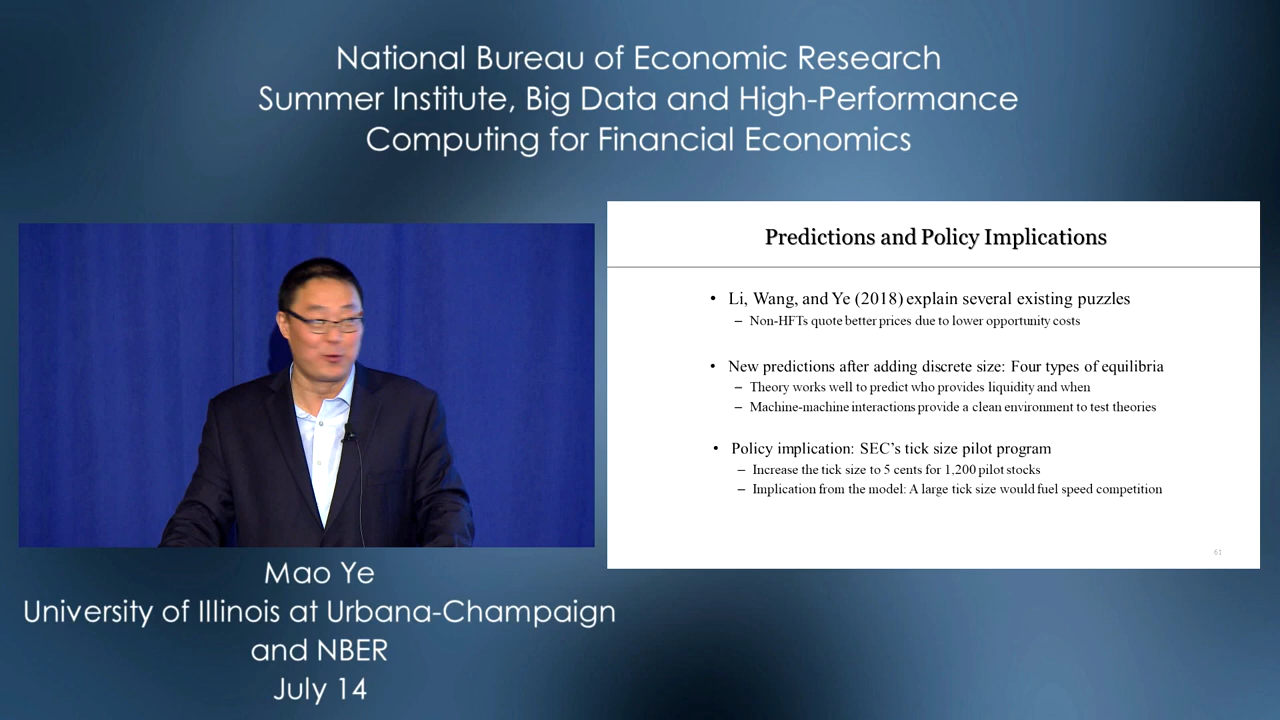 National Bureau of Economic Research
Summer Institute, Big Data and High-Performance
Computing for Financial Economics
Predictions and Policy Implications
• Li, Wang, and Ye (2018) explain several existing puzzles
– Non-HFTs quote better prices due to lower opportunity costs
• New predictions after adding discrete size: Four types of equilibria
– Theory works well to predict who provides liquidity and when
– Machine-machine interactions provide a clean environment to test theories
• Policy implication: SEC's tick size pilot program
– Increase the tick size to 5 cents for 1,200 pilot stocks
– Implication from the model: A large tick size would fuel speed competition
61
Mao Ye
University of Illinois at Urbana-Champaign
and NBER
July 14